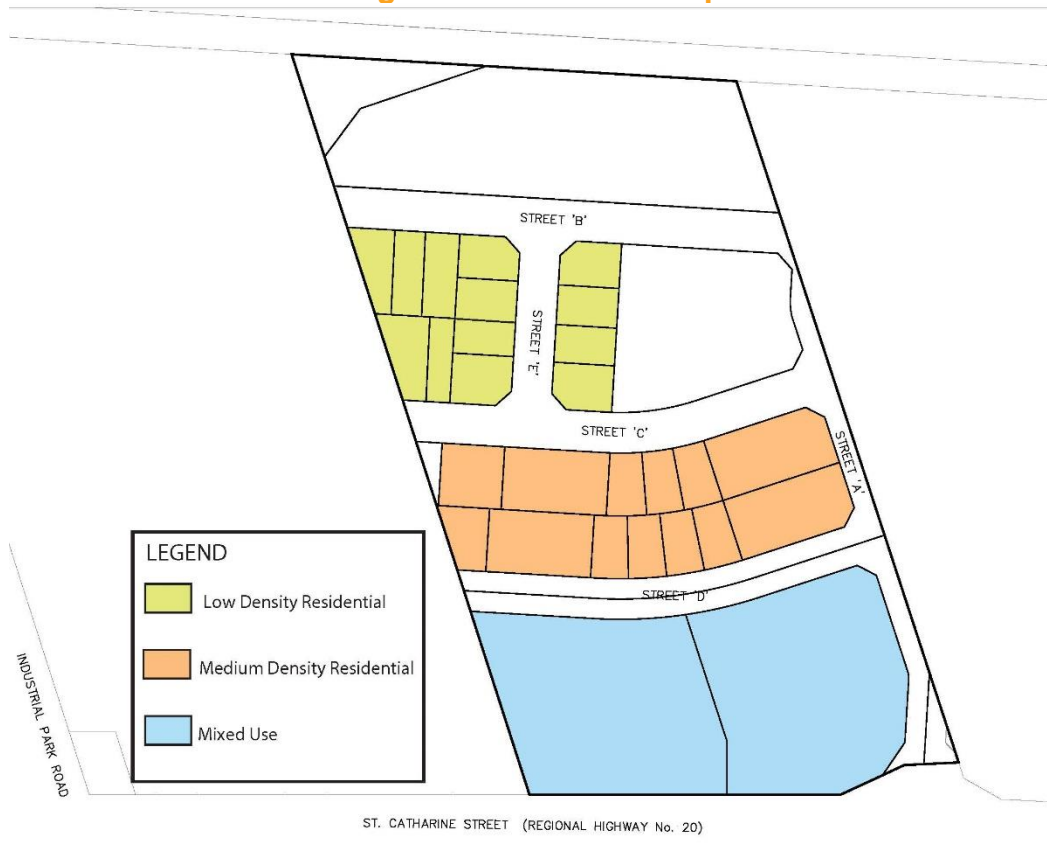 STREET 'B'
STREET 'E'
STREET 'C'
STREET 'A'
STREET 'D'
LEGEND
Low Density Residential
Medium Density Residential
Mixed Use
INDUSTRIAL PARK ROAD
ST. CATHARINE STREET (REGIONAL HIGHWAY No. 20)